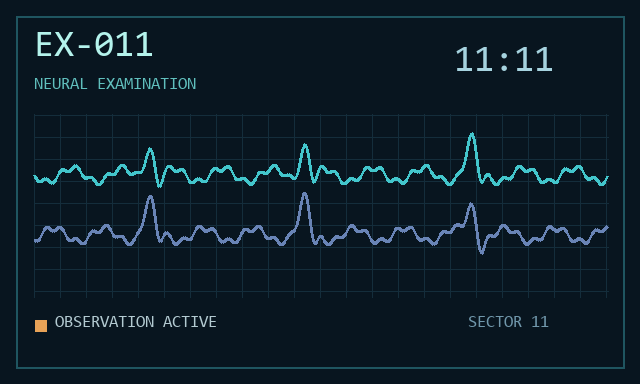 EX-011
11:11
NEURAL EXAMINATION
OBSERVATION ACTIVE
SECTOR 11